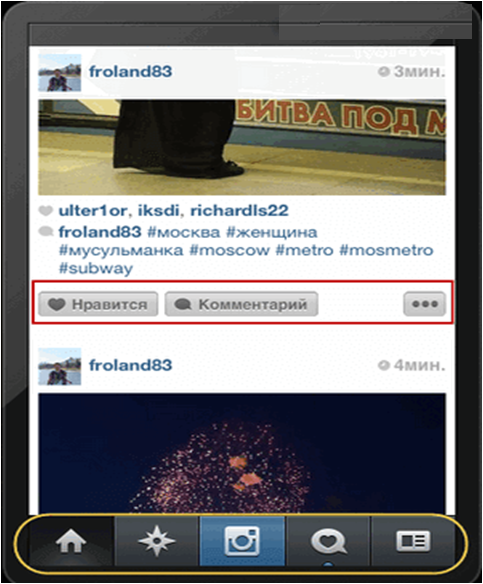 froland83 3мин.
БИТВА ПОД М
ulter1or, iksdi, richardls22
froland83 #москва #женщина
#мусульманка #moscow #metro #mosmetro
#subway
Нравится Комментарий
froland83 4мин.